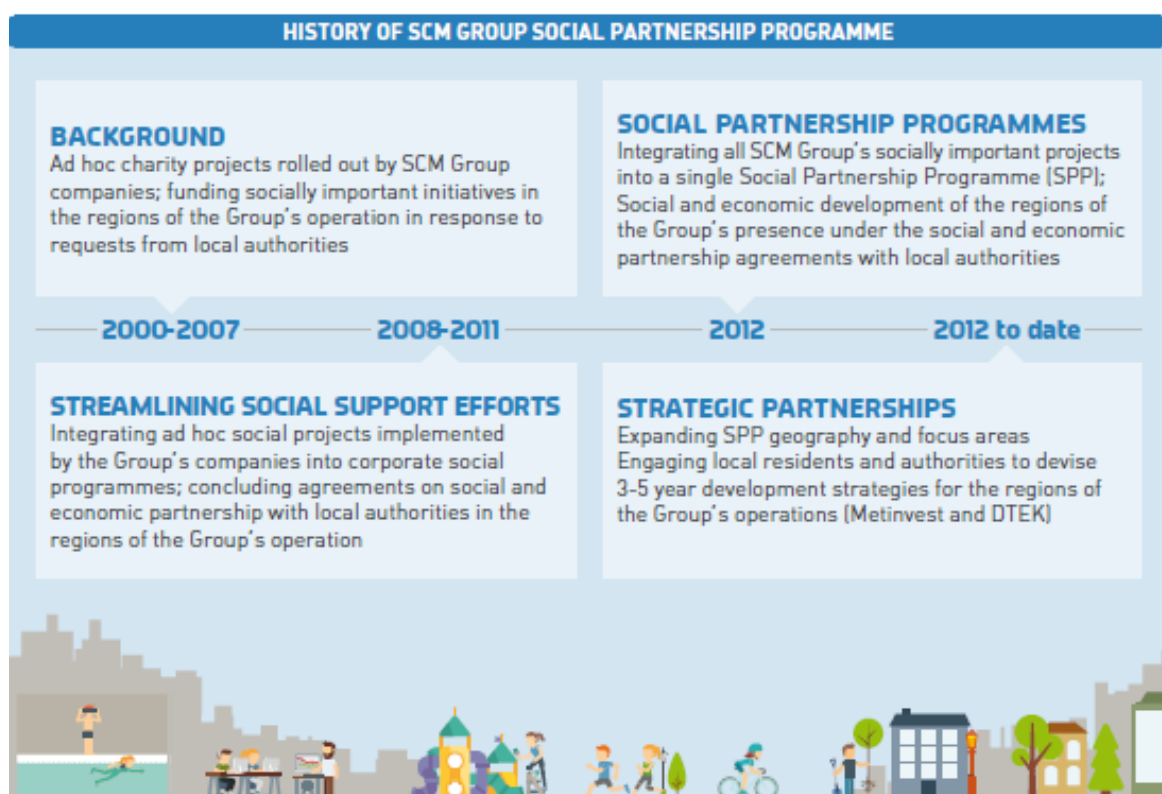 HISTORY OF SCM GROUP SOCIAL PARTNERSHIP PROGRAMME
BACKGROUND
Ad hoc charity projects rolled out by SCM Group
companies; funding socially important initiatives in
the regions of the Group's operation in response to
requests from local authorities
SOCIAL PARTNERSHIP PROGRAMMES
Integrating all SCM Group's socially important projects
into a single Social Partnership Programme (SPP);
Social and economic development of the regions of
the Group's presence under the social and economic
partnership agreements with local authorities
2000-2007
2008-2011
2012
2012 to date
STREAMLINING SOCIAL SUPPORT EFFORTS
Integrating ad hoc social projects implemented
by the Group's companies into corporate social
programmes; concluding agreements on social and
economic partnership with local authorities in the
regions of the Group's operation
STRATEGIC PARTNERSHIPS
Expanding SPP geography and focus areas
Engaging local residents and authorities to devise
3-5 year development strategies for the regions of
the Group's operations (Metinvest and DTEK)